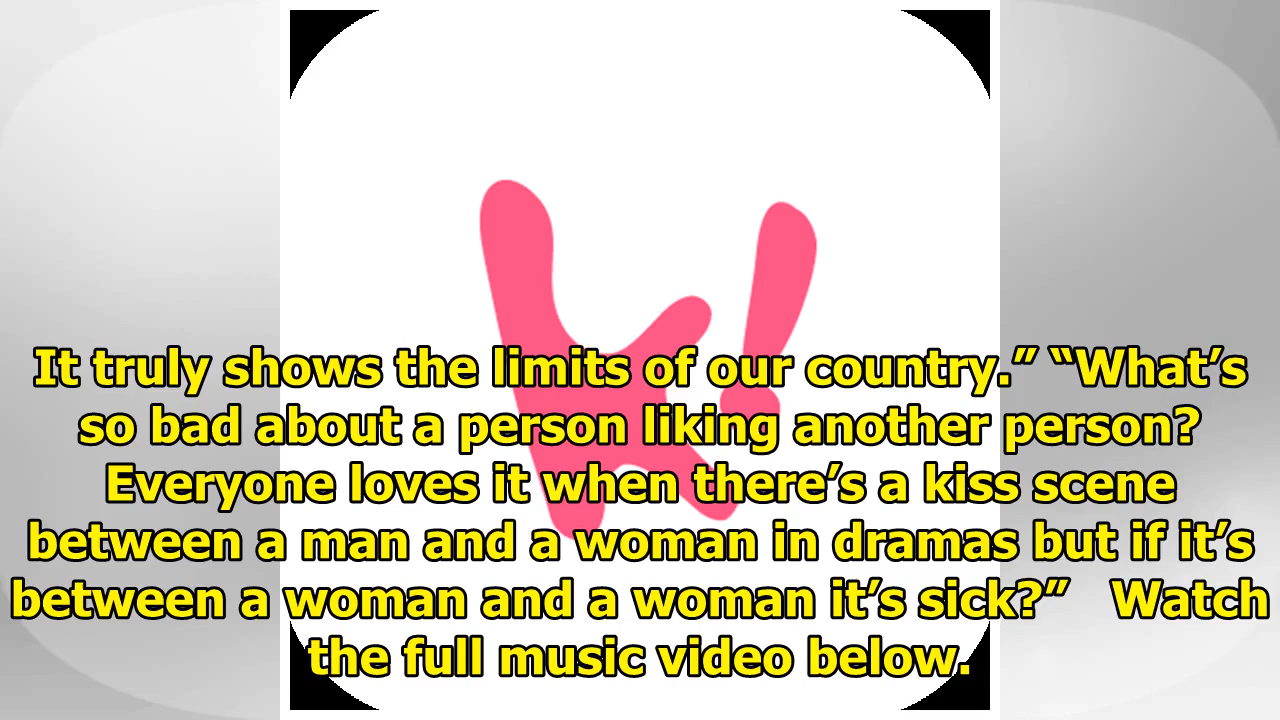 It truly shows the limits of our country.” “What’s
so bad about a person liking another person?
Everyone loves it when there’s a kiss scene
between a man and a woman in dramas but if it’s
between a woman and a woman it’s sick?”   Watch
the full music video below.